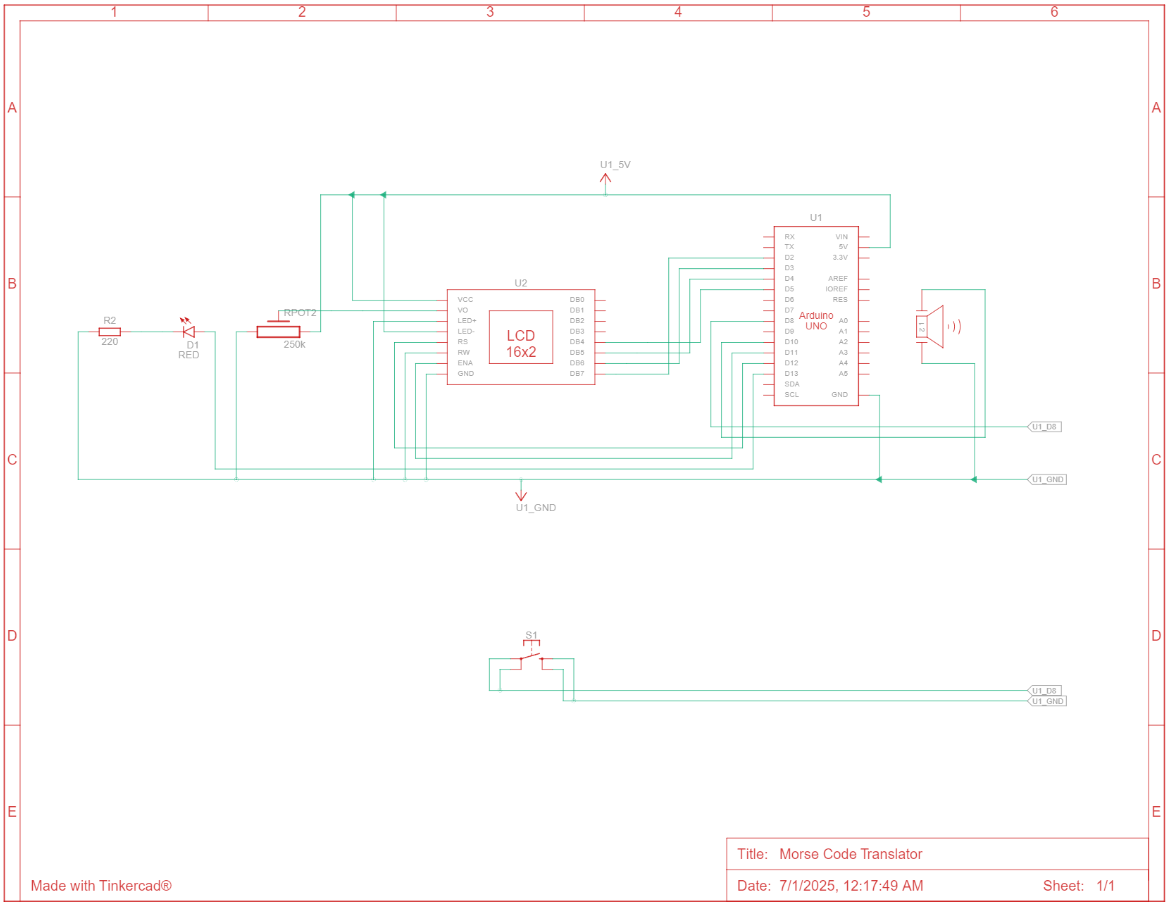 1 2 3 4 5 6
A A
U1_5V
U1
RX VIN
TX 5V
D2 3.3V
D3
D4 AREF
D5 IOREF
D6 RES
D7
D8 A0
D9 A1
D10 A2
D11 A3
D12 A4
D13 A5
SDA
SCL GND
Arduino
UNO
B B
U2
VCC DB0
VO DB1
LED+ DB2
LED- DB3
RS DB4
RW DB5
ENA DB6
GND DB7
LCD
16x2
R2
220
D1
RED
RPOT2
250k
1 2
U1_D8
C C
U1_GND
U1_GND
S1
D D
U1_D8
U1_GND
E E
Title: Morse Code Translator
Made with Tinkercad®
Date: 7/1/2025, 12:17:49 AM Sheet: 1/1